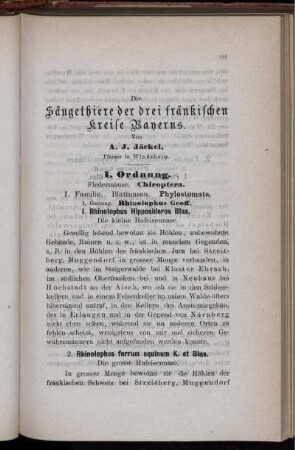 Die
Säugethiere der drei fränkischen
Kreise Bayerns.
Von
A. J. Jäckel,
Pfarrer in Windsheim.
I. Ordnung.
Fledermäuse. Chiroptera.
1. Familie. Blattnasen. Phylostomata.
1. Gattung. Rhinolophus Geoff.
1. Rhinolophus Hipposideros Blas.
Die kleine Hufeisennase.
Gesellig lebend bewohnt sie Höhlen, unbewohnte
Gebäude, Ruinen u. s. w., ist in manchen Gegenden,
z. B. in den Höhlen des fränkischen Jura bei Streit-
berg, Muggendorf in grosser Menge vorhanden, in
anderen, wie im Steigerwalde bei Kloster Ebrach, im
südlichen Oberfranken, bei und in Neuhaus bei
Höchstadt an der Aisch, wo ich sie in den Schloss-
kellern und in einem Felsenkeller im nahen Walde öfters
überwinternd antraf, in den Kellern des Anatomiegebäu-
des in Erlangen und in der Gegend von Nürnberg
nicht eben selten, während sie an anderen Orten zu
fehlen scheint, wenigstens von mir und sicheren Ge-
währsmännern nicht aufgefunden werden konnte.
2. Rhinolophus ferrum equinum K. et Blas.
Die grosse Hufeisennase.
In grosser Menge bewohnt sie die Höhlen der
fränkischen Schweiz bei Streitberg, Muggendorf